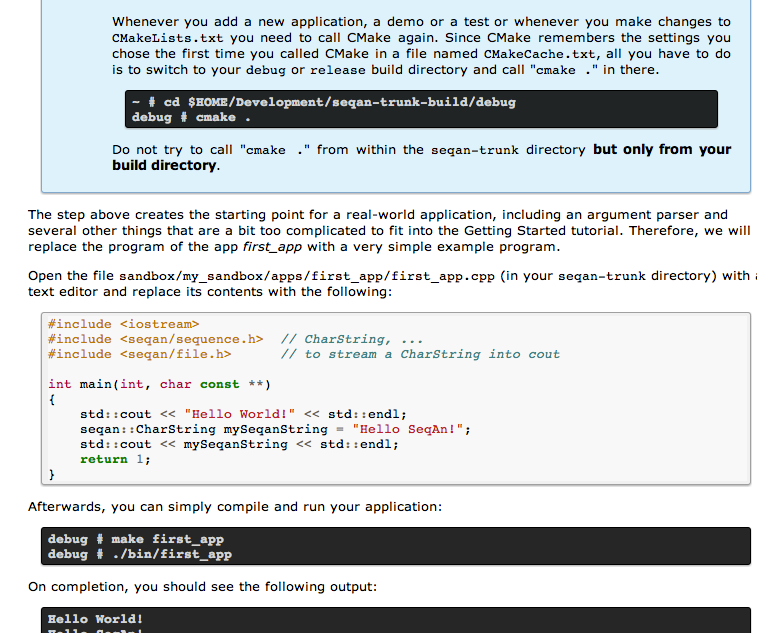 Whenever you add a new application, a demo or a test or whenever you make changes to
CMakeLists.txt you need to call CMake again. Since CMake remembers the settings you
chose the first time you called CMake in a file named CMakeCache.txt, all you have to do
is to switch to your debug or release build directory and call "cmake ." in there.
~ # cd $HOME/Development/seqan-trunk-build/debug
debug # cmake .
Do not try to call "cmake ." from within the seqan-trunk directory but only from your
build directory.
The step above creates the starting point for a real-world application, including an argument parser and
several other things that are a bit too complicated to fit into the Getting Started tutorial. Therefore, we will
replace the program of the app first_app with a very simple example program.
Open the file sandbox/my_sandbox/apps/first_app/first_app.cpp (in your seqan-trunk directory) with
text editor and replace its contents with the following:
#include <iostream>
#include <seqan/sequence.h>  // CharString, ...
#include <seqan/file.h>      // to stream a CharString into cout
int main(int, char const **)
{
    std::cout << "Hello World!" << std::endl;
    seqan::CharString mySeqanString = "Hello SeqAn!";
    std::cout << mySeqanString << std::endl;
    return 1;
}
Afterwards, you can simply compile and run your application:
debug # make first_app
debug # ./bin/first_app
On completion, you should see the following output:
Hello World!